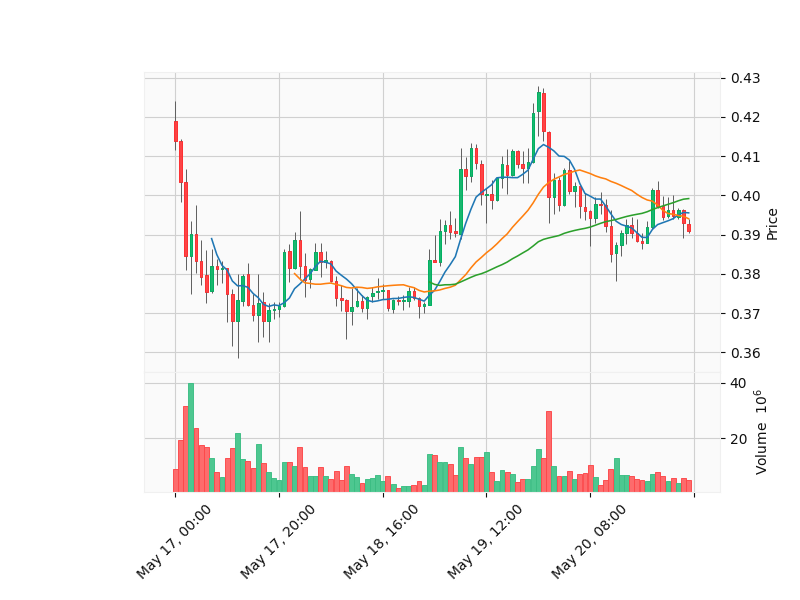 0.43
0.42
0.41
0.40
0.39
0.38
0.37
0.36
Price
40
20
Volume 10^6
May 17, 00:00
May 17, 20:00
May 18, 16:00
May 19, 12:00
May 20, 08:00